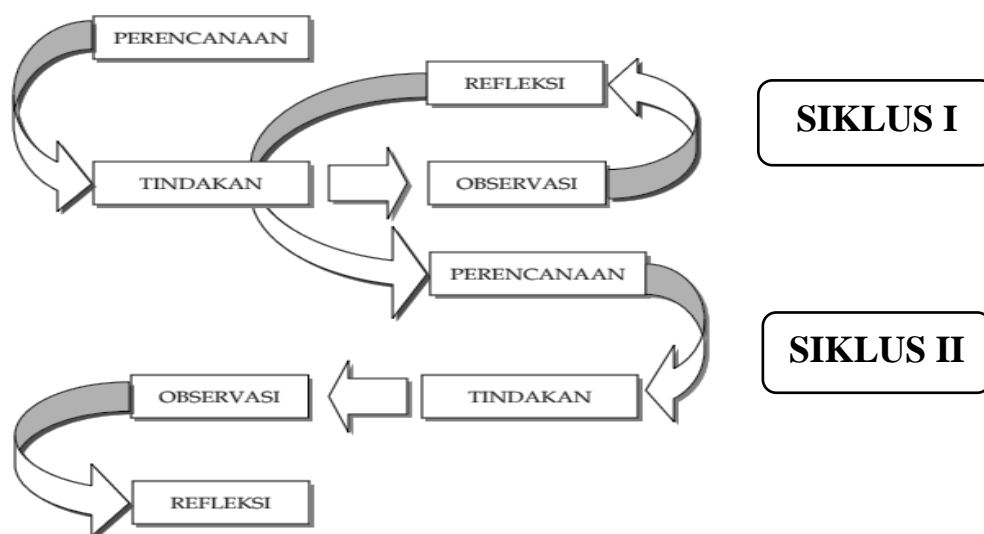 PERENCANAAN
REFLEKSI
SIKLUS I
TINDAKAN
OBSERVASI
PERENCANAAN
SIKLUS II
OBSERVASI
TINDAKAN
REFLEKSI